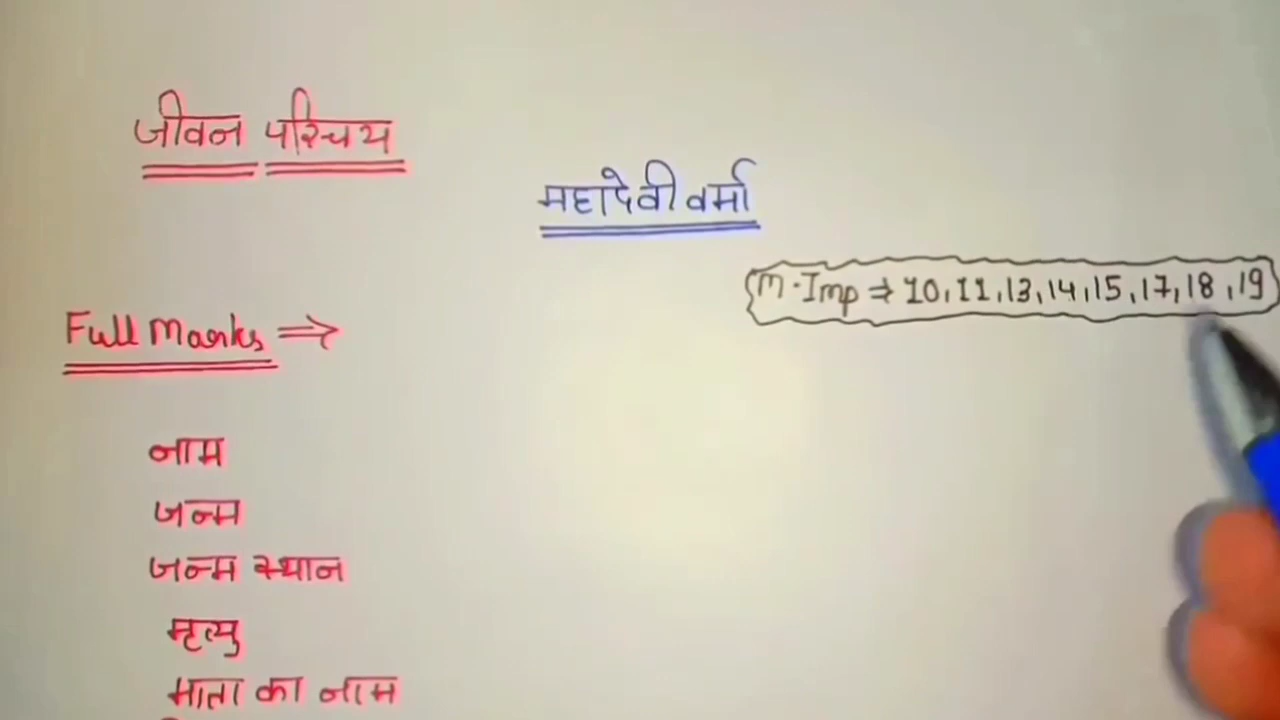 जीवन परिचय
महादेवी वर्मा
M.Imp ⇒ 10,11,13,14,15,17,18,19
Full Marks ⇒
नाम
जन्म
जन्म स्थान
मृत्यु
माता का नाम